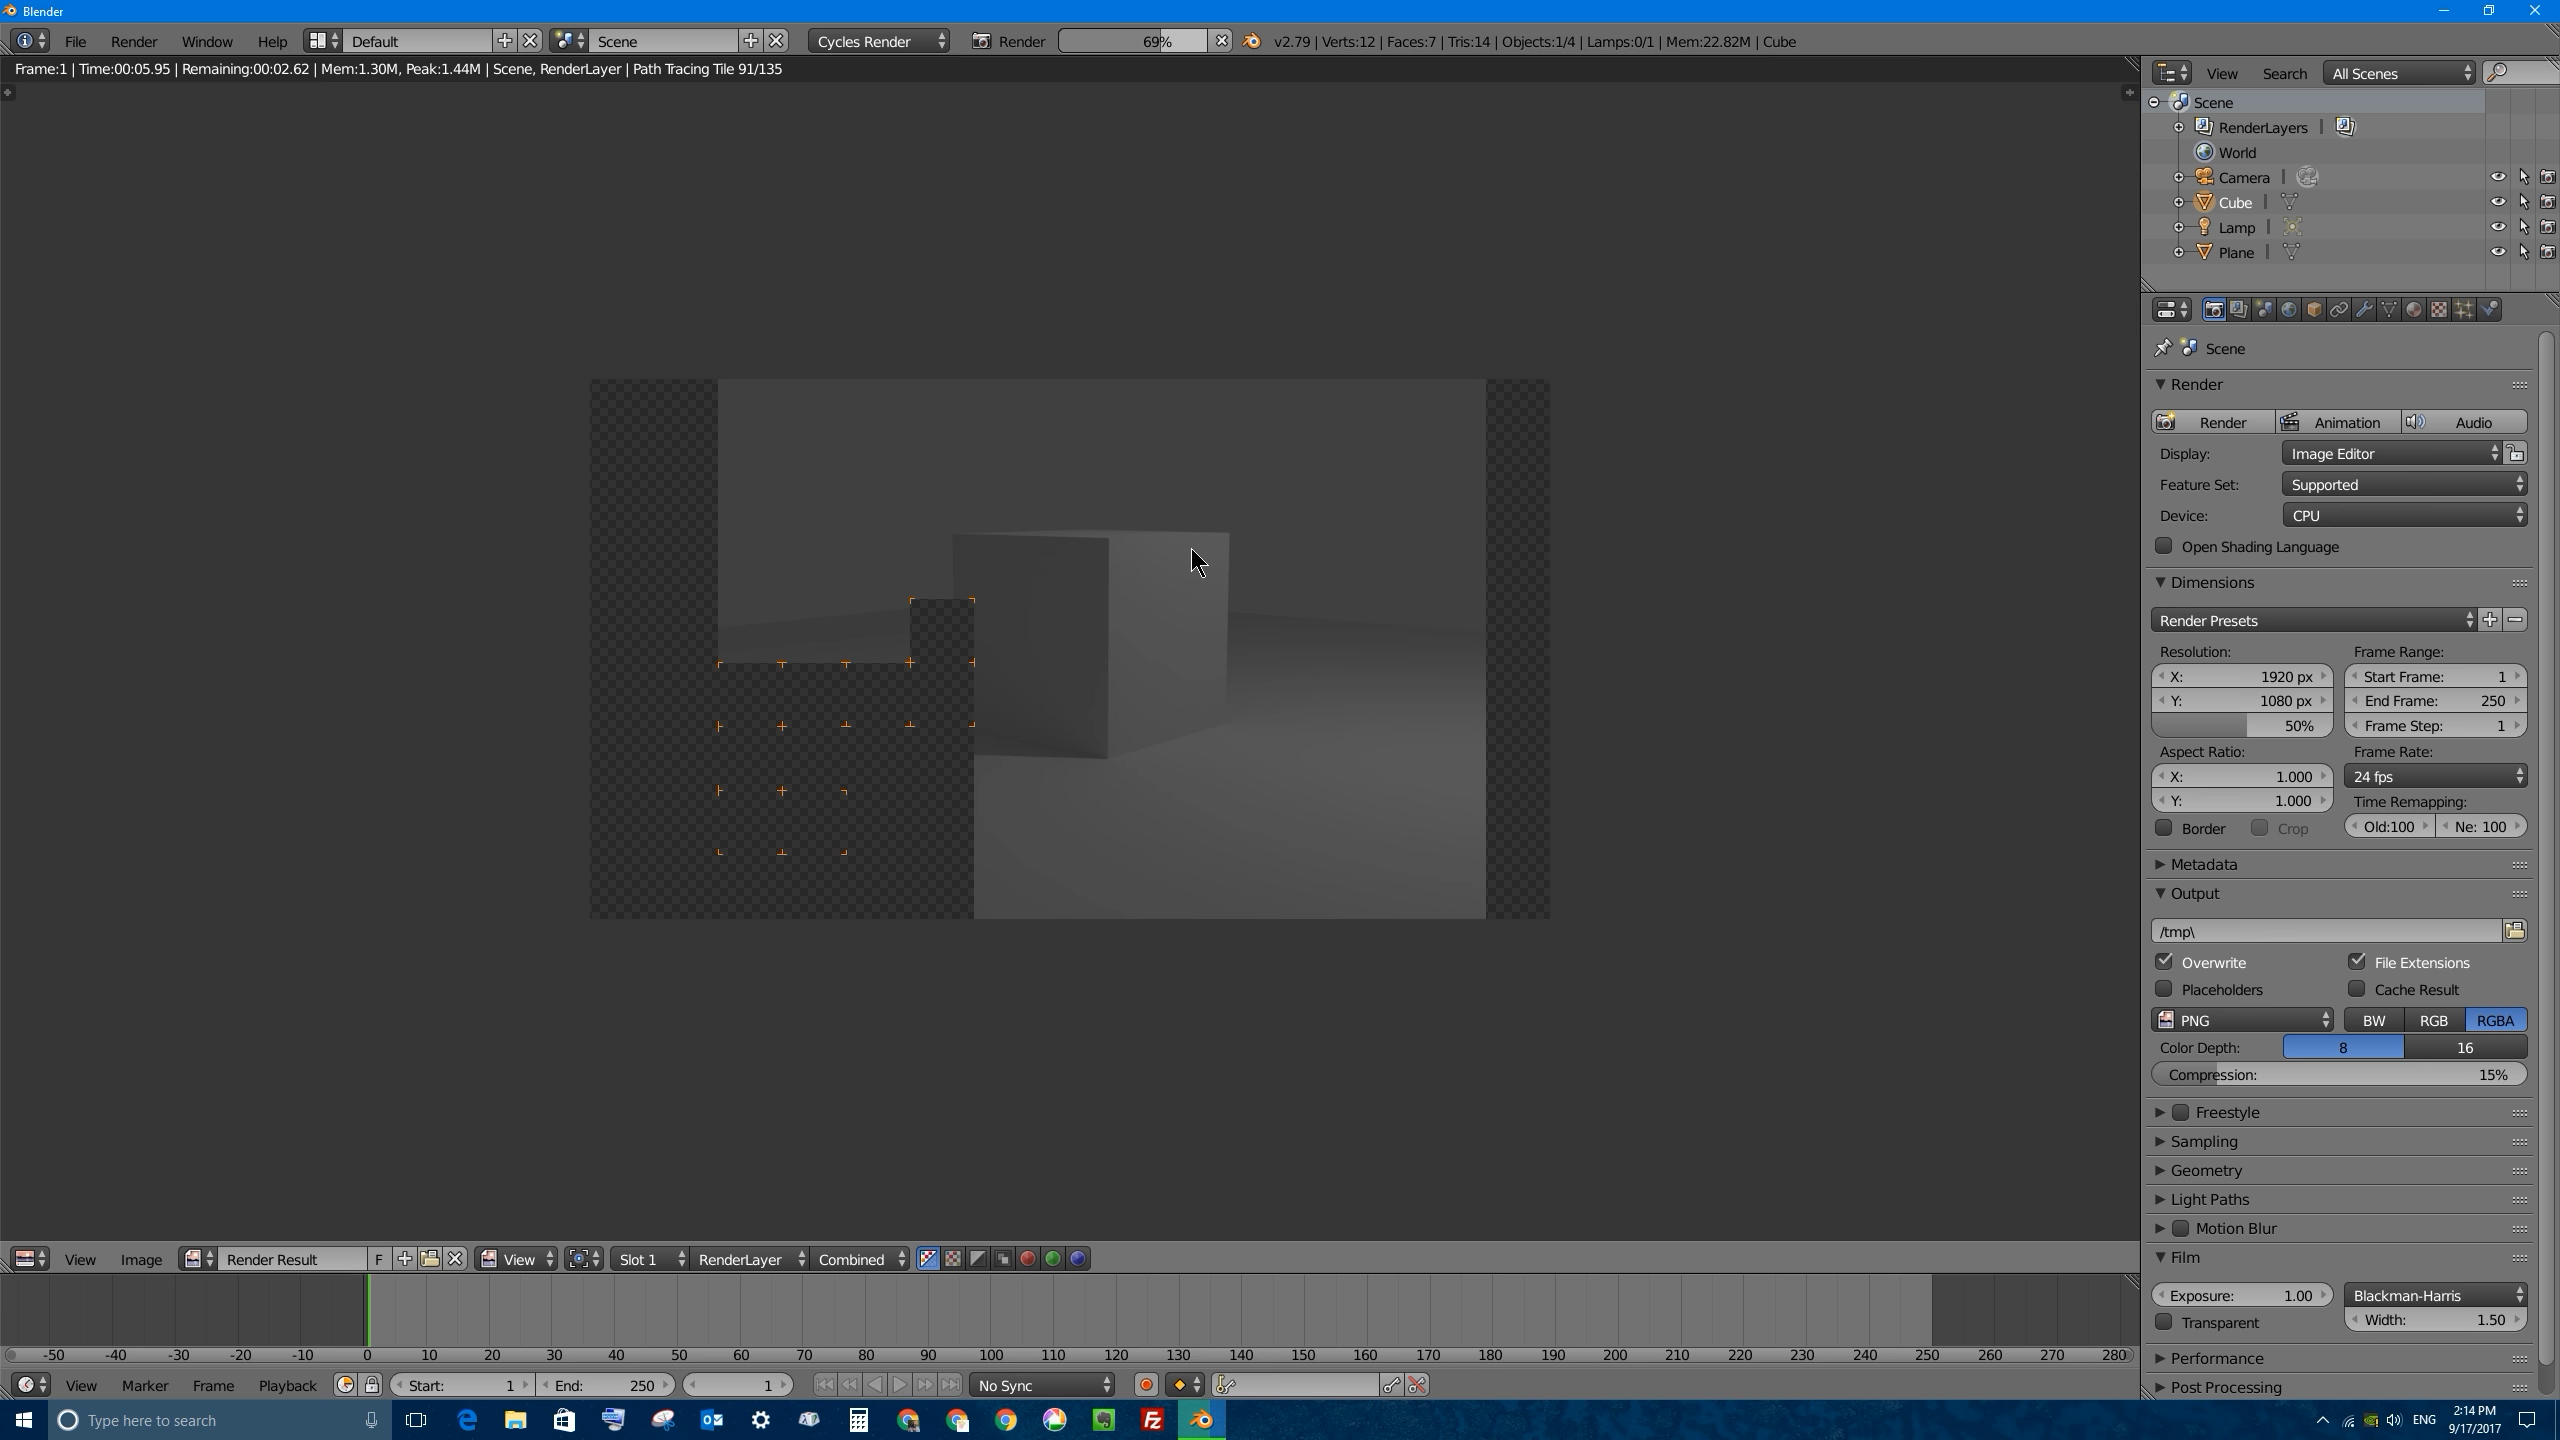 Blender
File Render Window Help Default Scene Cycles Render Render 69% v2.79 | Verts:12 | Faces:7 | Tris:14 | Objects:1/4 | Lamps:0/1 | Mem:22.82M | Cube
Frame:1 | Time:00:05.95 | Remaining:00:02.62 | Mem:1.30M, Peak:1.44M | Scene, RenderLayer | Path Tracing Tile 91/135
View Search All Scenes
Scene
RenderLayers |
World
Camera |
Cube |
Lamp |
Plane |
Scene
Render
Render Animation Audio
Display: Image Editor
Feature Set: Supported
Device: CPU
Open Shading Language
Dimensions
Render Presets
Resolution: Frame Range:
X: 1920 px Start Frame: 1
Y: 1080 px End Frame: 250
50% Frame Step: 1
Aspect Ratio: Frame Rate:
X: 1.000 24 fps
Y: 1.000 Time Remapping:
Border Crop Old:100 Ne: 100
Metadata
Output
/tmp\
Overwrite File Extensions
Placeholders Cache Result
PNG BW RGB RGBA
Color Depth: 8 16
Compression: 15%
Freestyle
Sampling
Geometry
Light Paths
Motion Blur
Film
Exposure: 1.00 Blackman-Harris
Transparent Width: 1.50
Performance
Post Processing
View Image Render Result F View Slot 1 RenderLayer Combined
-50 -40 -30 -20 -10 0 10 20 30 40 50 60 70 80 90 100 110 120 130 140 150 160 170 180 190 200 210 220 230 240 250 260 270 280
View Marker Frame Playback Start: 1 End: 250 1 No Sync
Type here to search ENG 2:14 PM
9/17/2017